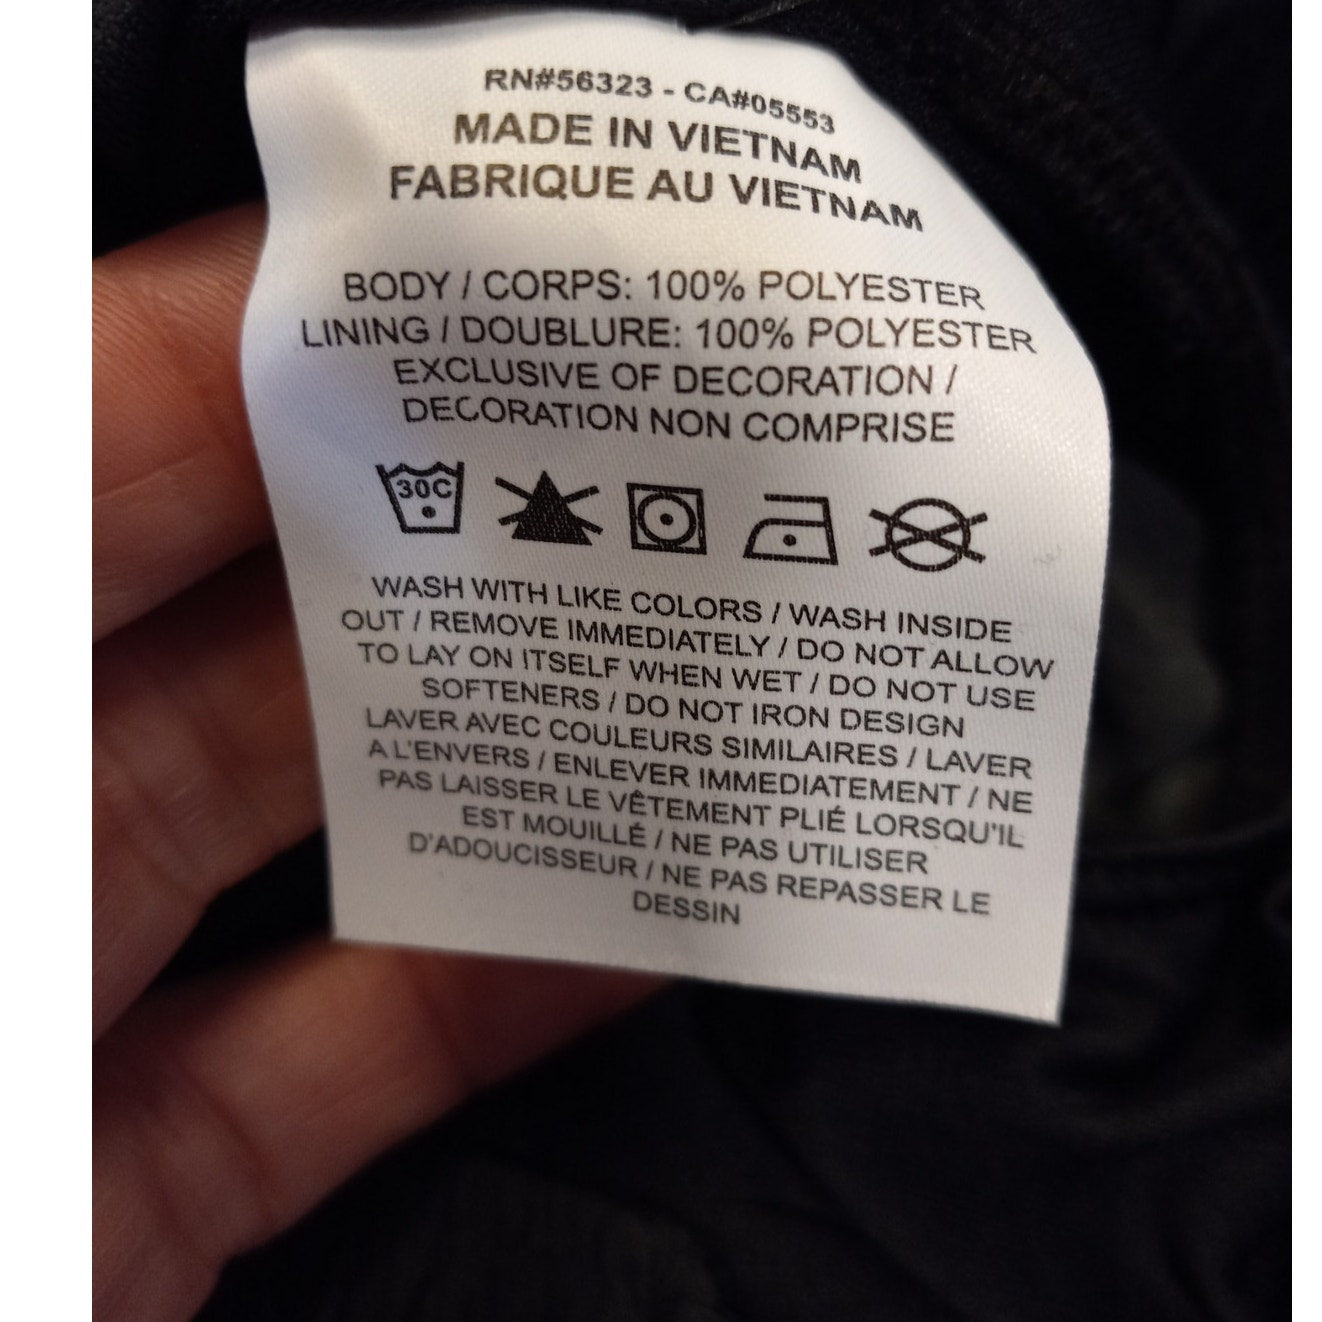 RN#56323 - CA#05553
MADE IN VIETNAM
FABRIQUE AU VIETNAM
BODY / CORPS: 100% POLYESTER
LINING / DOUBLURE: 100% POLYESTER
EXCLUSIVE OF DECORATION /
DECORATION NON COMPRISE
30C
WASH WITH LIKE COLORS / WASH INSIDE
OUT / REMOVE IMMEDIATELY / DO NOT ALLOW
TO LAY ON ITSELF WHEN WET / DO NOT USE
SOFTENERS / DO NOT IRON DESIGN
LAVER AVEC COULEURS SIMILAIRES / LAVER
A L'ENVERS / ENLEVER IMMEDIATEMENT / NE
PAS LAISSER LE VÊTEMENT PLIÉ LORSQU'IL
EST MOUILLÉ / NE PAS UTILISER
D'ADOUCISSEUR / NE PAS REPASSER LE
DESSIN